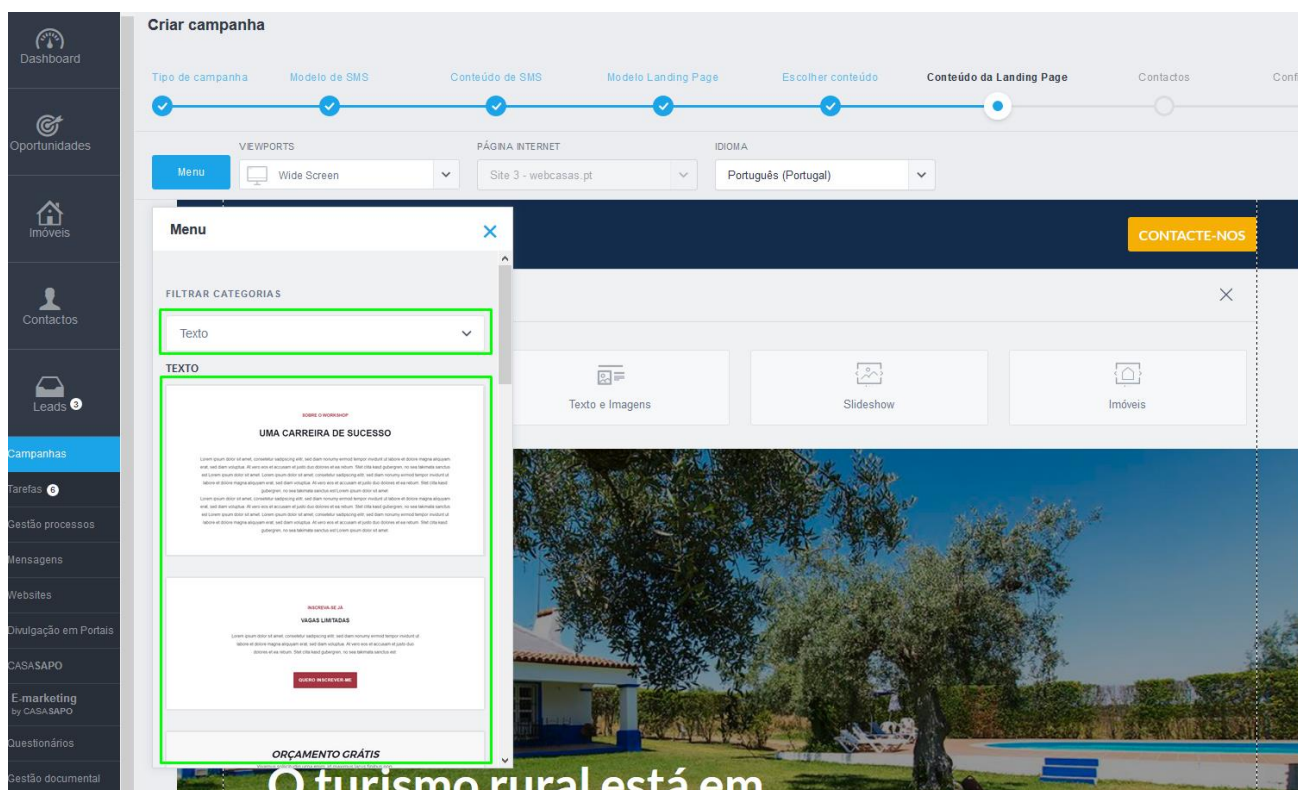 Criar campanha
Dashboard
Oportunidades
Imóveis
Contactos
Leads 3
Campanhas
Tarefas 6
Gestão processos
Mensagens
Websites
Divulgação em Portais
CASASAPO
E-marketing
by CASASAPO
Questionários
Gestão documental
Tipo de campanha Modelo de SMS Conteúdo de SMS Modelo Landing Page Escolher conteúdo Conteúdo da Landing Page Contactos Conf
VIEWPORTS PÁGINA INTERNET IDIOMA
Menu Wide Screen Site 3 - webcasas.pt Português (Portugal)
Menu
CONTACTE-NOS
FILTRAR CATEGORIAS
Texto
TEXTO
Texto e Imagens Slideshow Imóveis
SOBRE O WORKSHOP
UMA CARREIRA DE SUCESSO
INSCREVA-SE JÁ
VAGAS LIMITADAS
QUERO INSCREVER-ME
ORÇAMENTO GRÁTIS
O turismo rural está em